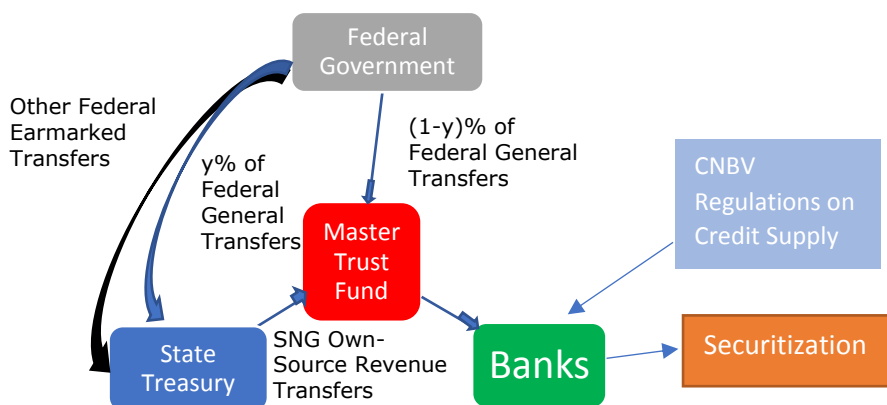 Federal
Government
Other Federal
Earmarked
Transfers
y% of
Federal
General
Transfers
(1-y)% of
Federal General
Transfers
CNBV
Regulations on
Credit Supply
Master
Trust
Fund
State
Treasury
SNG Own-
Source Revenue
Transfers
Banks
Securitization